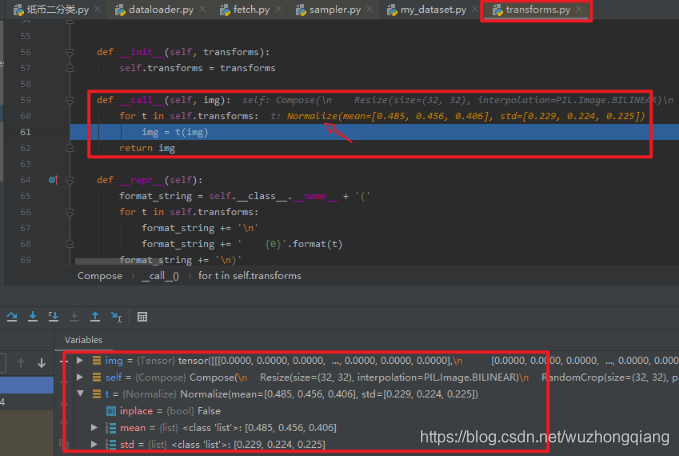 纸币二分类.py dataloader.py fetch.py sampler.py my_dataset.py transforms.py
55
56 def __init__(self, transforms):
57 self.transforms = transforms
58
59 def __call__(self, img): self: Compose(\n Resize(size=(32, 32), interpolation=PIL.Image.BILINEAR)\n
60 for t in self.transforms: t: Normalize(mean=[0.485, 0.456, 0.406], std=[0.229, 0.224, 0.225])
61 img = t(img)
62 return img
63
64 def __repr__(self):
65 format_string = self.__class__.__name__ + '('
66 for t in self.transforms:
67 format_string += '\n'
68 format_string += ' {0}'.format(t)
69 format_string += '\n)'
Compose __call__() for t in self.transforms
Variables
img = {Tensor} tensor([[[0.0000, 0.0000, 0.0000, ..., 0.0000, 0.0000, 0.0000],\n [0.0000, 0.0000, 0.0000, ..., 0.0000, 0.0000, 0.000
self = {Compose} Compose(\n Resize(size=(32, 32), interpolation=PIL.Image.BILINEAR)\n RandomCrop(size=(32, 32), p
t = {Normalize} Normalize(mean=[0.485, 0.456, 0.406], std=[0.229, 0.224, 0.225])
inplace = {bool} False
4
mean = {list} <class 'list'>: [0.485, 0.456, 0.406]
std = {list} <class 'list'>: [0.229, 0.224, 0.225]
https://blog.csdn.net/wuzhongqiang